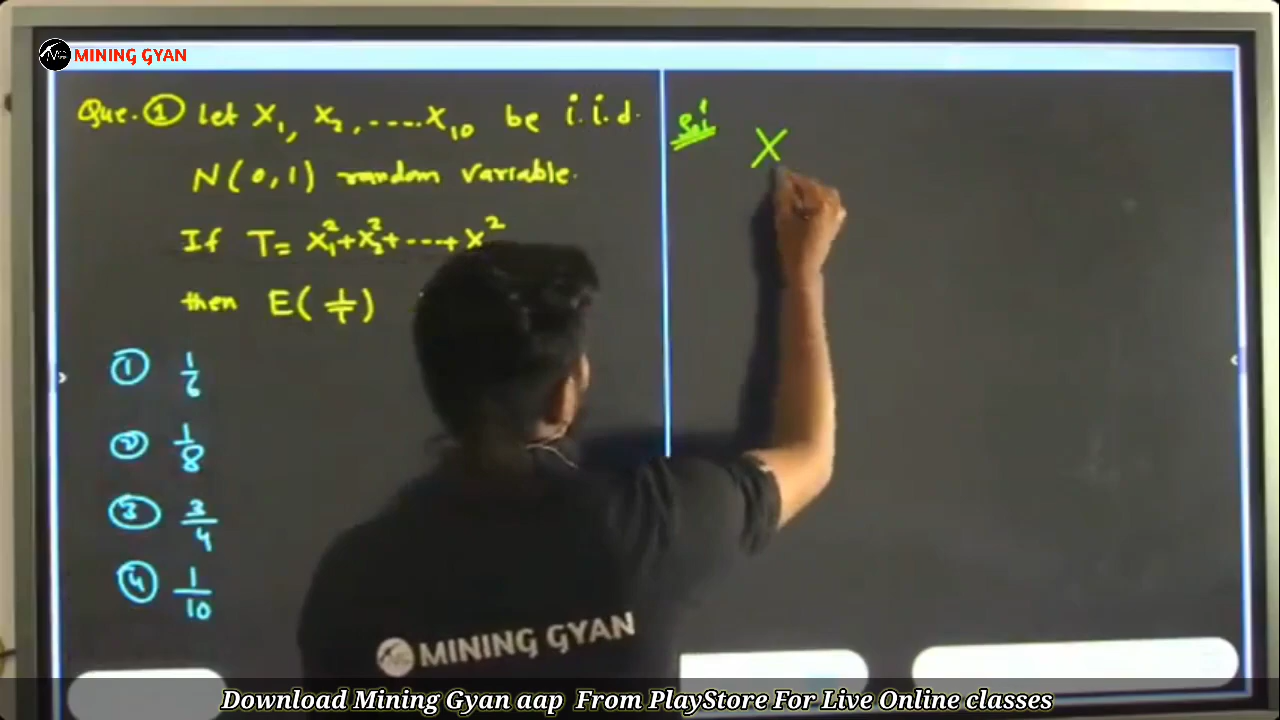 MINING GYAN
Que. ① Let X₁, X₂, ....X₁₀ be i.i.d.
N(0,1) random variable.
If T= X₁²+X₂²+----+X²
then E(1/T)
① 1/6
② 1/8
③ 3/4
④ 1/10
Sol
X
MINING GYAN
Download Mining Gyan aap From PlayStore For Live Online classes